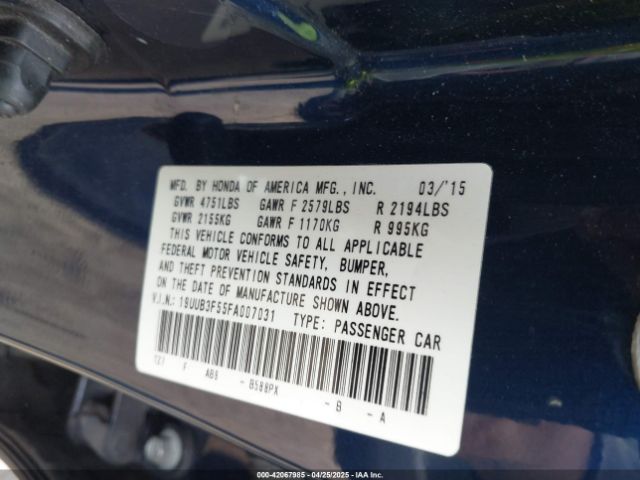 MFD. BY HONDA OF AMERICA MFG., INC. 03/'15
GVWR 4751LBS GAWR F 2579LBS R 2194LBS
GVWR 2155KG GAWR F 1170KG R 995KG
THIS VEHICLE CONFORMS TO ALL APPLICABLE
FEDERAL MOTOR VEHICLE SAFETY, BUMPER,
AND THEFT PREVENTION STANDARDS IN EFFECT
ON THE DATE OF MANUFACTURE SHOWN ABOVE.
V.I.N.: 19UUB3F55FA007031 TYPE: PASSENGER CAR
F AB9 - B588PX - B - A
000-42067985 - 04/25/2025 - IAA